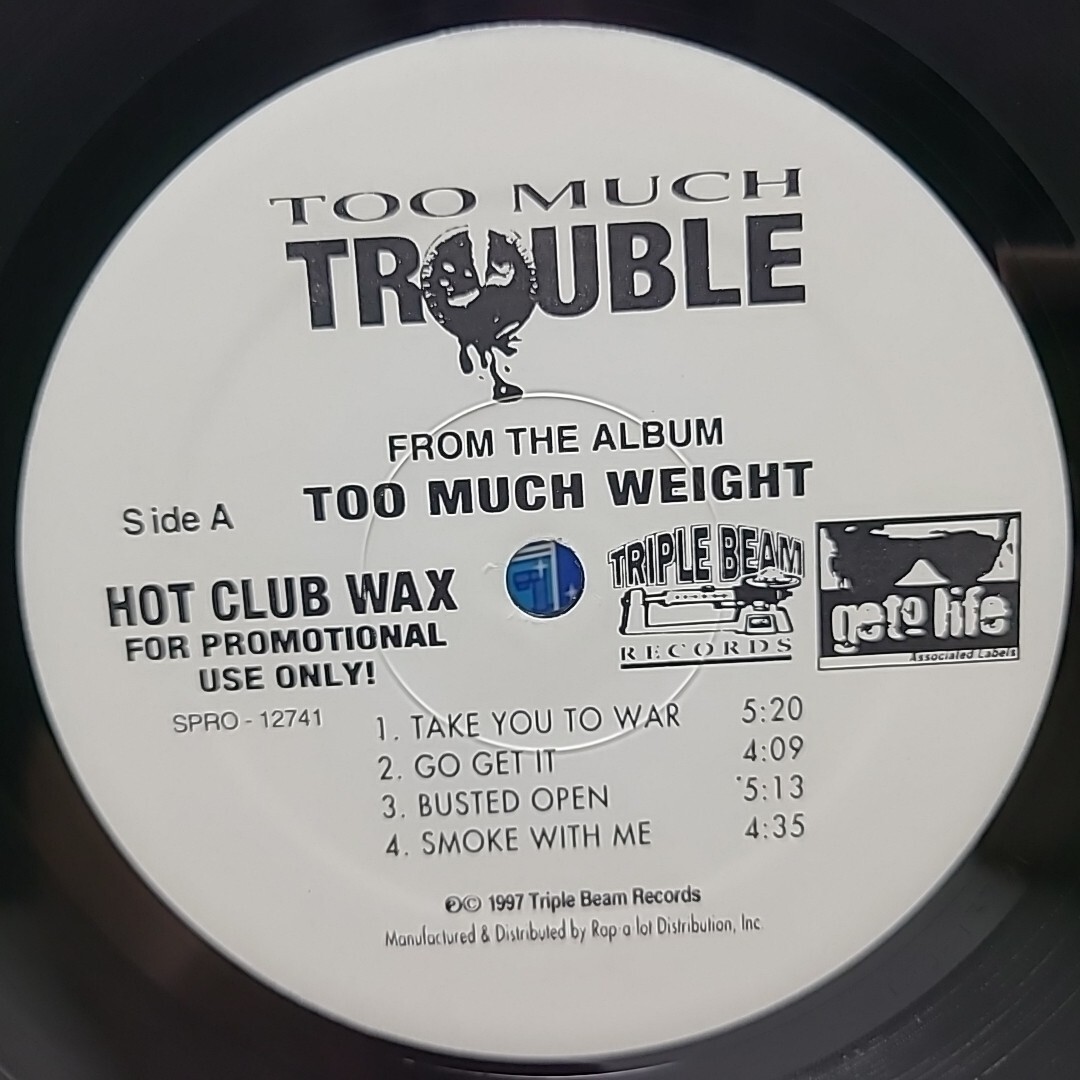 TOO MUCH
TROUBLE
FROM THE ALBUM
TOO MUCH WEIGHT
Side A
HOT CLUB WAX
FOR PROMOTIONAL
USE ONLY!
SPRO - 12741
TRIPLE BEAM
RECORDS
geto life
Associated Labels
1. TAKE YOU TO WAR 5:20
2. GO GET IT 4:09
3. BUSTED OPEN 5:13
4. SMOKE WITH ME 4:35
℗© 1997 Triple Beam Records
Manufactured & Distributed by Rap a lot Distribution, Inc